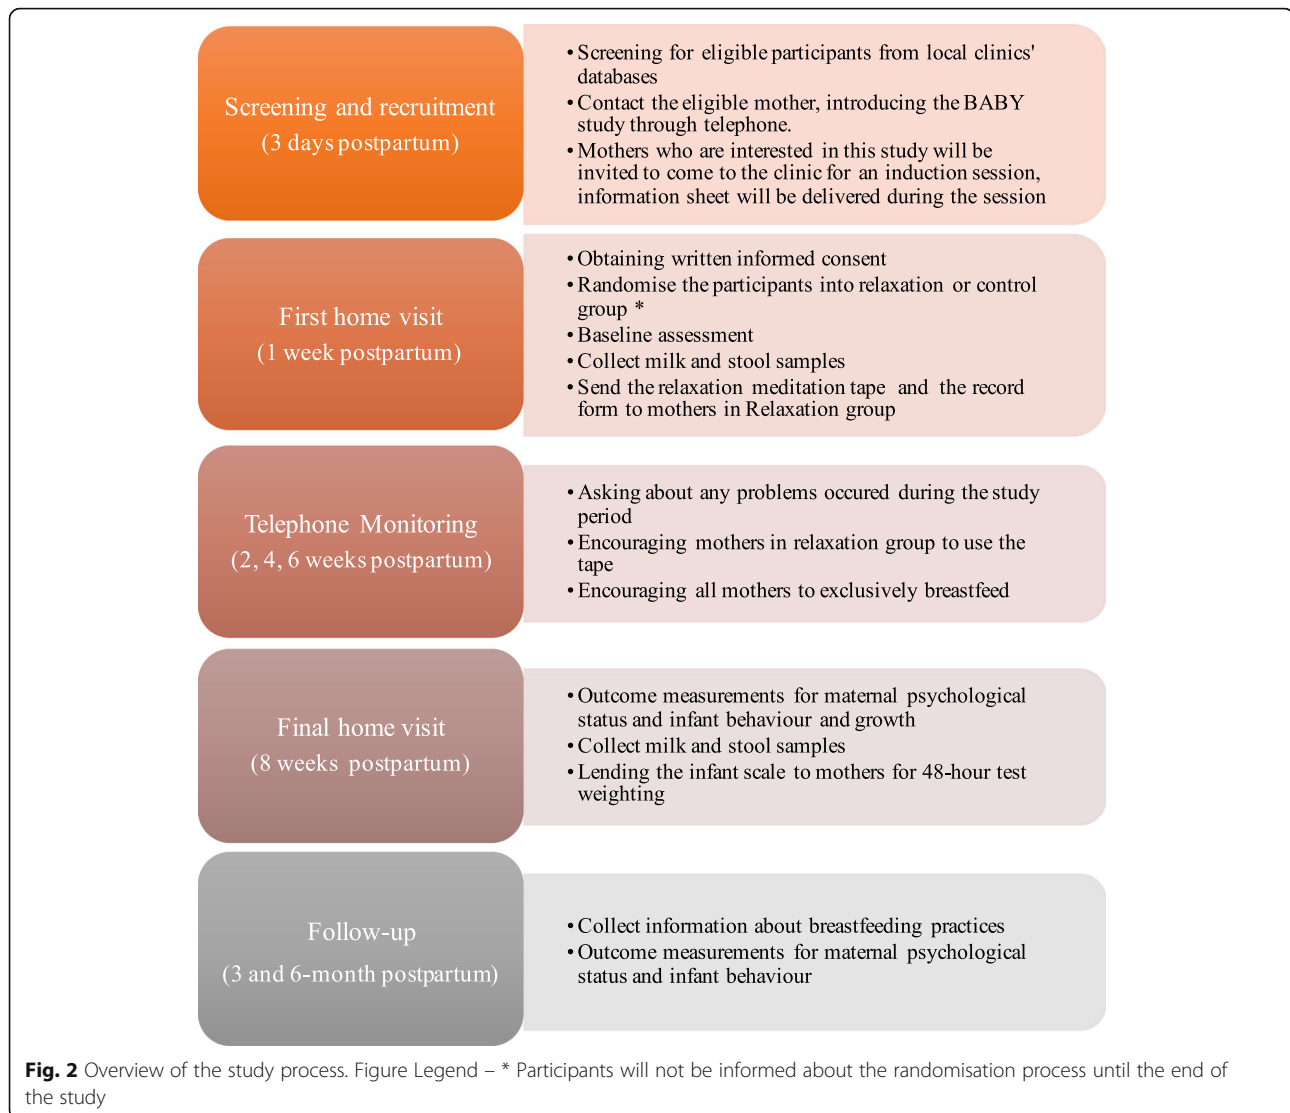 Screening and recruitment
(3 days postpartum)
• Screening for eligible participants from local clinics'
databases
• Contact the eligible mother, introducing the BABY
study through telephone.
• Mothers who are interested in this study will be
invited to come to the clinic for an induction session,
information sheet will be delivered during the session
First home visit
(1 week postpartum)
• Obtaining written informed consent
• Randomise the participants into relaxation or control
group *
• Baseline assessment
• Collect milk and stool samples
• Send the relaxation meditation tape and the record
form to mothers in Relaxation group
Telephone Monitoring
(2, 4, 6 weeks postpartum)
• Asking about any problems occured during the study
period
• Encouraging mothers in relaxation group to use the
tape
• Encouraging all mothers to exclusively breastfeed
Final home visit
(8 weeks postpartum)
• Outcome measurements for maternal psychological
status and infant behaviour and growth
• Collect milk and stool samples
• Lending the infant scale to mothers for 48-hour test
weighting
Follow-up
(3 and 6-month postpartum)
• Collect information about breastfeeding practices
• Outcome measurements for maternal psychological
status and infant behaviour
Fig. 2 Overview of the study process. Figure Legend – * Participants will not be informed about the randomisation process until the end of
the study